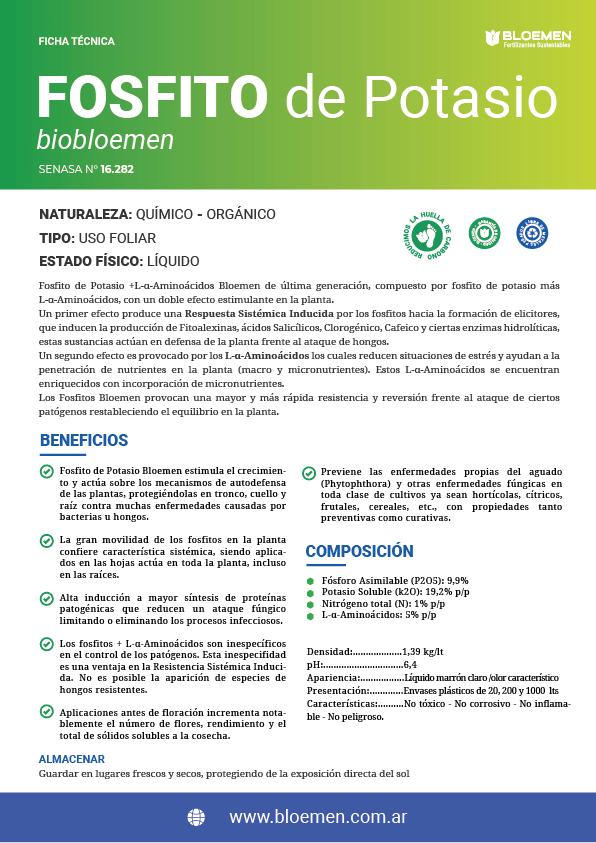 FICHA TÉCNICA
BLOEMEN
Fertilizantes Sustentables
FOSFITO de Potasio
biobloemen
SENASA Nº 16.282
NATURALEZA: QUÍMICO - ORGÁNICO
TIPO: USO FOLIAR
ESTADO FÍSICO: LÍQUIDO
REDUCIMOS LA HUELLA DE CARBONO
Fosfito de Potasio +L-α-Aminoácidos Bloemen de última generación, compuesto por fosfito de potasio más
L-α-Aminoácidos, con un doble efecto estimulante en la planta.
Un primer efecto produce una Respuesta Sistémica Inducida por los fosfitos hacia la formación de elicitores,
que inducen la producción de Fitoalexinas, ácidos Salicílicos, Clorogénico, Cafeico y ciertas enzimas hidrolíticas,
estas sustancias actúan en defensa de la planta frente al ataque de hongos.
Un segundo efecto es provocado por los L-α-Aminoácidos los cuales reducen situaciones de estrés y ayudan a la
penetración de nutrientes en la planta (macro y micronutrientes). Estos L-α-Aminoácidos se encuentran
enriquecidos con incorporación de micronutrientes.
Los Fosfitos Bloemen provocan una mayor y más rápida resistencia y reversión frente al ataque de ciertos
patógenos restableciendo el equilibrio en la planta.
BENEFICIOS
Fosfito de Potasio Bloemen estimula el crecimien-
to y actúa sobre los mecanismos de autodefensa
de las plantas, protegiéndolas en tronco, cuello y
raíz contra muchas enfermedades causadas por
bacterias u hongos.
La gran movilidad de los fosfitos en la planta
confiere característica sistémica, siendo aplica-
dos en las hojas actúa en toda la planta, incluso
en las raíces.
Alta inducción a mayor síntesis de proteínas
patogénicas que reducen un ataque fúngico
limitando o eliminando los procesos infecciosos.
Los fosfitos + L-α-Aminoácidos son inespecíficos
en el control de los patógenos. Esta inespecifidad
es una ventaja en la Resistencia Sistémica Induci-
da. No es posible la aparición de especies de
hongos resistentes.
Aplicaciones antes de floración incrementa nota-
blemente el número de flores, rendimiento y el
total de sólidos solubles a la cosecha.
Previene las enfermedades propias del aguado
(Phytophthora) y otras enfermedades fúngicas en
toda clase de cultivos ya sean hortícolas, cítricos,
frutales, cereales, etc., con propiedades tanto
preventivas como curativas.
COMPOSICIÓN
Fósforo Asimilable (P2O5): 9,9%
Potasio Soluble (k2O): 19,2% p/p
Nitrógeno total (N): 1% p/p
L-α-Aminoácidos: 5% p/p
Densidad:...................1,39 kg/lt
pH:...............................6,4
Apariencia:.................Líquido marrón claro /olor característico
Presentación:.............Envases plásticos de 20, 200 y 1000 lts
Características:..........No tóxico - No corrosivo - No inflama-
ble - No peligroso.
ALMACENAR
Guardar en lugares frescos y secos, protegiendo de la exposición directa del sol
www.bloemen.com.ar